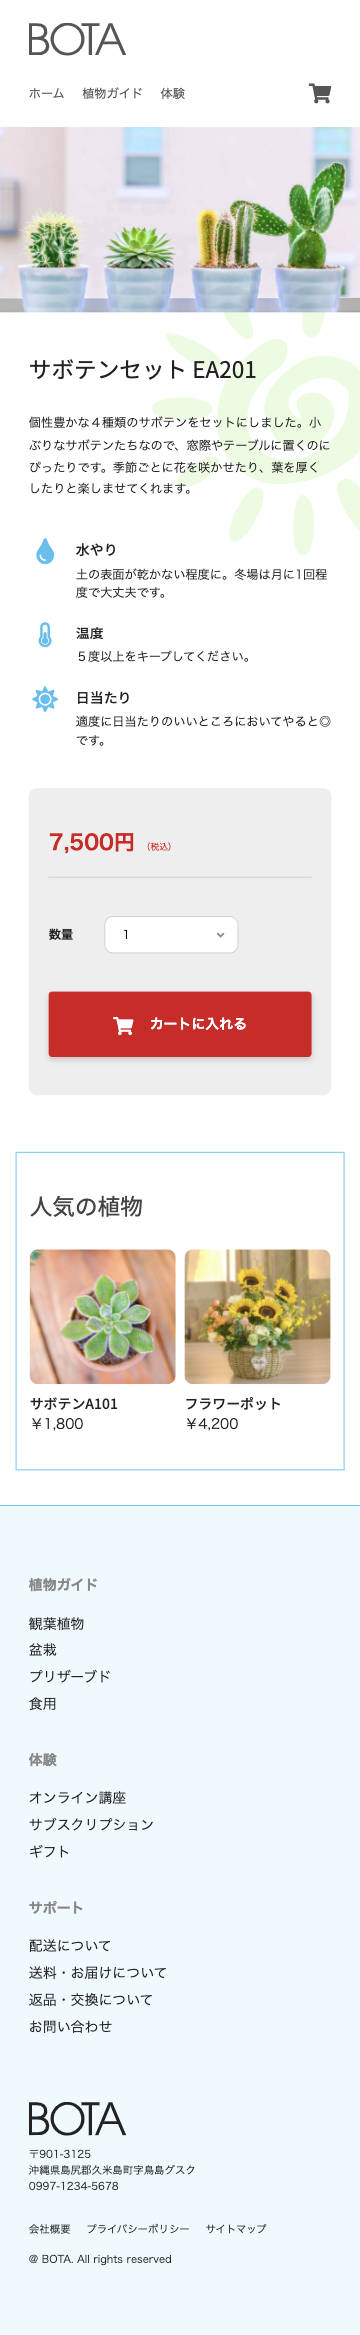 BOTA
ホーム 植物ガイド 体験
サボテンセット EA201
個性豊かな４種類のサボテンをセットにしました。小
ぶりなサボテンたちなので、窓際やテーブルに置くのに
ぴったりです。季節ごとに花を咲かせたり、葉を厚く
したりと楽しませてくれます。
水やり
土の表面が乾かない程度に。冬場は月に1回程
度で大丈夫です。
温度
５度以上をキープしてください。
日当たり
適度に日当たりのいいところにおいてやると◎
です。
7,500円 （税込）
数量 1
カートに入れる
人気の植物
サボテンA101 フラワーポット
￥1,800 ￥4,200
植物ガイド
観葉植物
盆栽
プリザーブド
食用
体験
オンライン講座
サブスクリプション
ギフト
サポート
配送について
送料・お届けについて
返品・交換について
お問い合わせ
BOTA
〒901-3125
沖縄県島尻郡久米島町字鳥島グスク
0997-1234-5678
会社概要 プライバシーポリシー サイトマップ
@ BOTA. All rights reserved